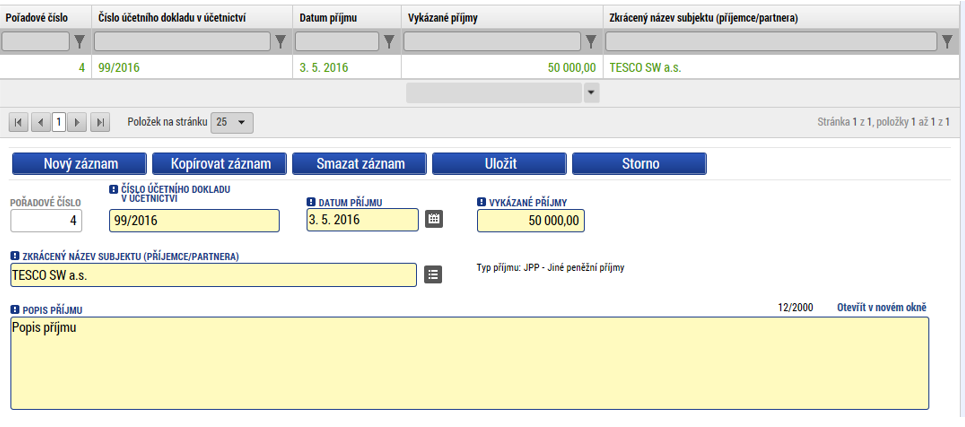 Pořadové číslo Číslo účetního dokladu v účetnictví Datum příjmu Vykázané příjmy Zkrácený název subjektu (příjemce/partnera)
4 99/2016 3. 5. 2016 50 000,00 TESCO SW a.s.
1 Položek na stránku 25 Stránka 1 z 1, položky 1 až 1 z 1
Nový záznam Kopírovat záznam Smazat záznam Uložit Storno
POŘADOVÉ ČÍSLO ČÍSLO ÚČETNÍHO DOKLADU
V ÚČETNICTVÍ DATUM PŘÍJMU VYKÁZANÉ PŘÍJMY
4 99/2016 3. 5. 2016 50 000,00
ZKRÁCENÝ NÁZEV SUBJEKTU (PŘÍJEMCE/PARTNERA)
TESCO SW a.s. Typ příjmu: JPP - Jiné peněžní příjmy
POPIS PŘÍJMU 12/2000 Otevřít v novém okně
Popis příjmu